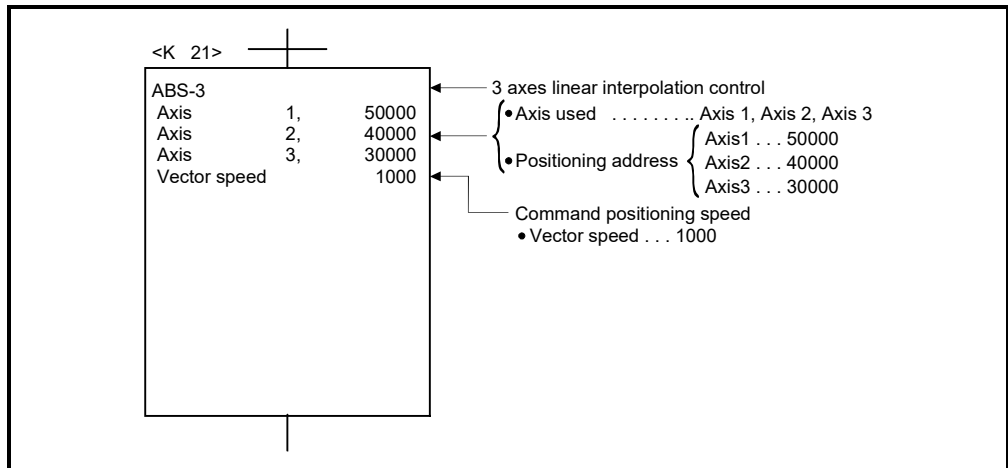 <K 21>
ABS-3
Axis 1, 50000
Axis 2, 40000
Axis 3, 30000
Vector speed 1000
3 axes linear interpolation control
• Axis used . . . . . . . .. Axis 1, Axis 2, Axis 3
• Positioning address
Axis1 . . . 50000
Axis2 . . . 40000
Axis3 . . . 30000
Command positioning speed
• Vector speed . . . 1000